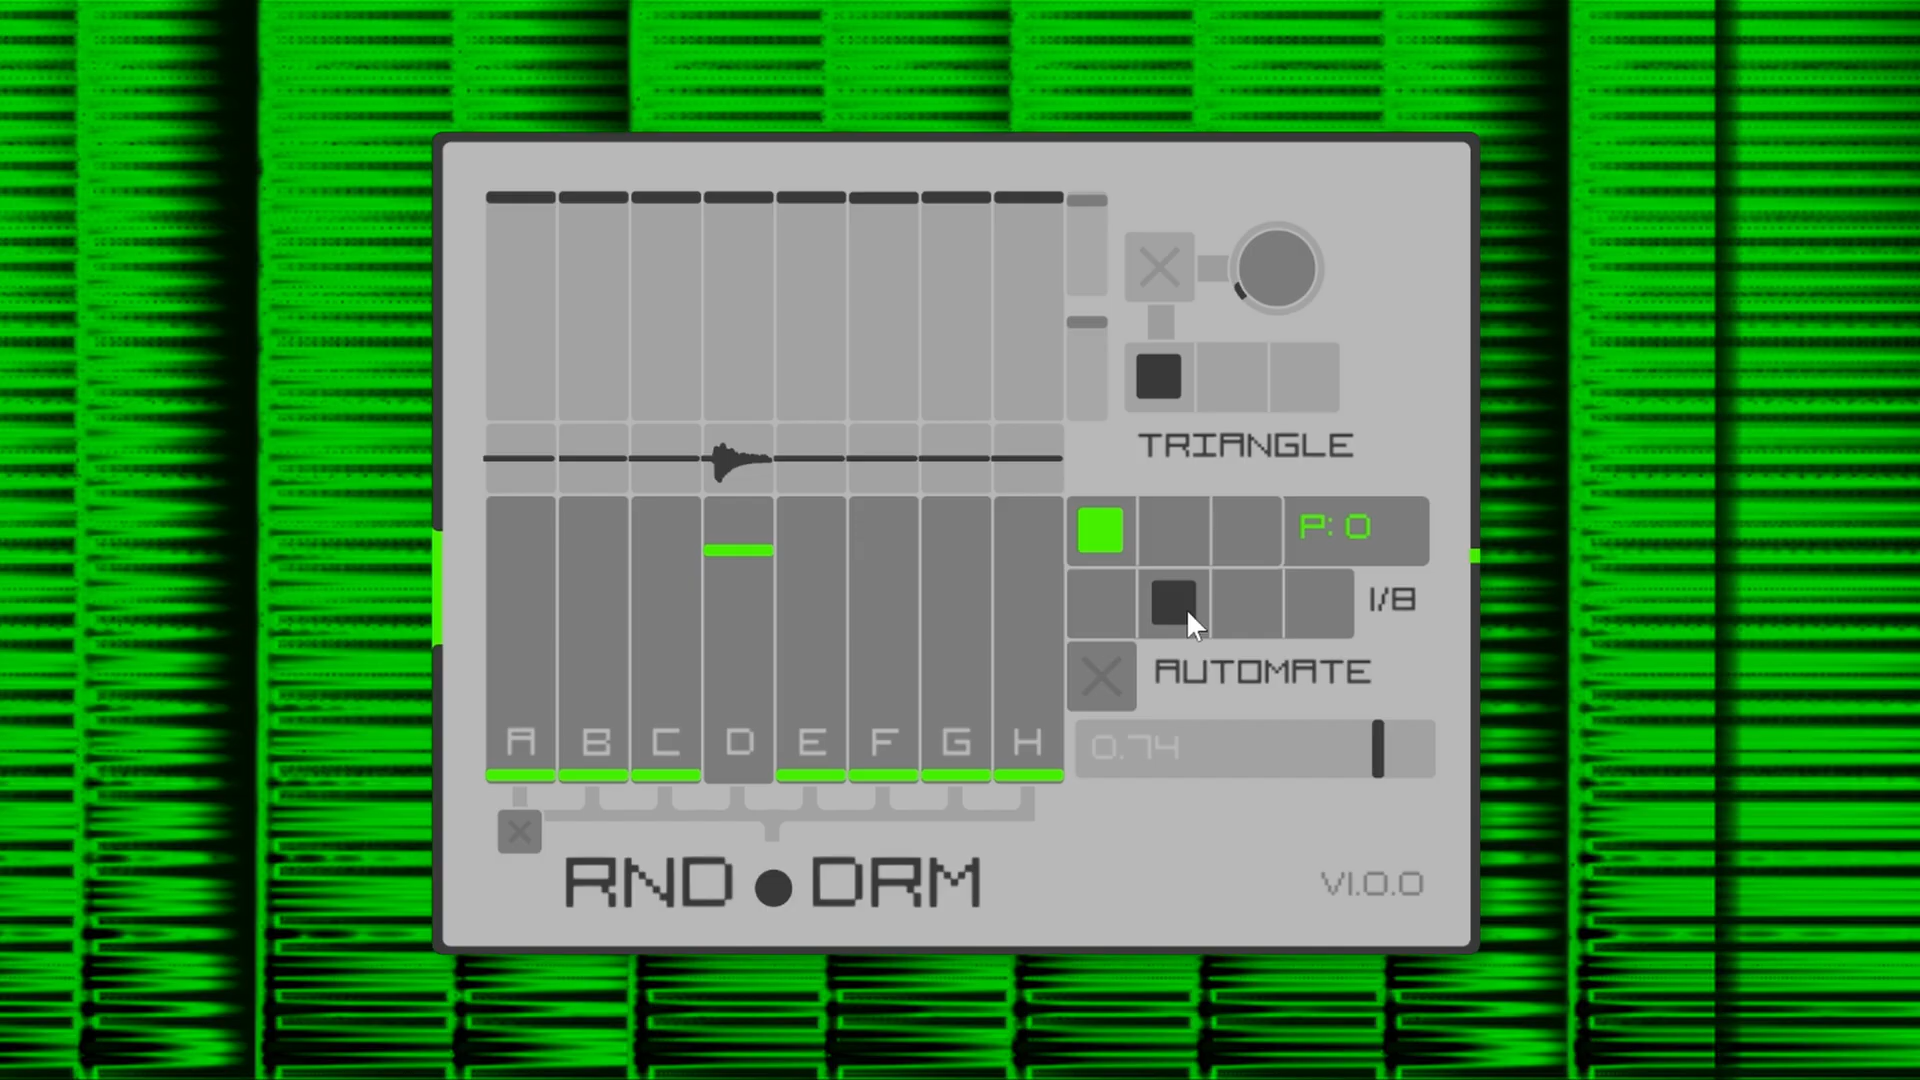 TRIANGLE
P: 0
1/8
AUTOMATE
A B C D E F G H
0.74
RND ● DRM
V1.0.0